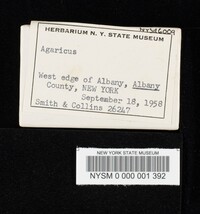 HERBARIUM N. Y. STATE MUSEUM
Agaricus
West edge of Albany, Albany
County, NEW YORK
September 18, 1958
Smith & Collins 26247
NEW YORK STATE MUSEUM
NYSM 0 000 001 392